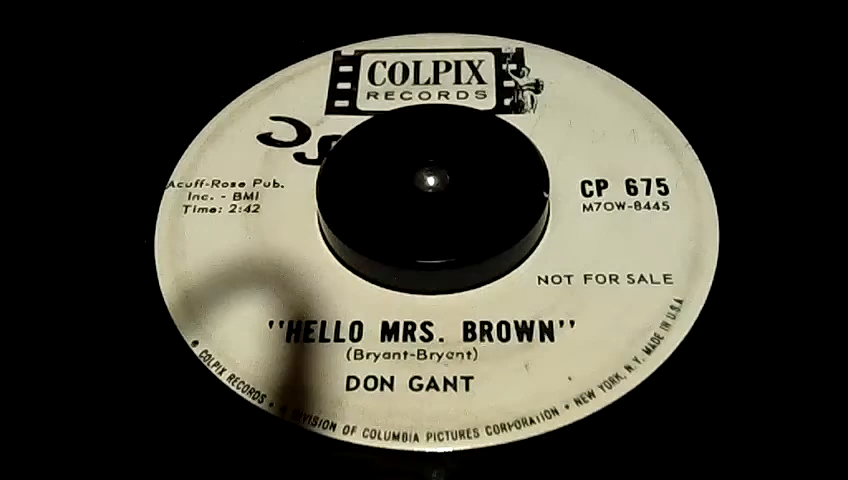 COLPIX
RECORDS
Acuff-Rose Pub.
Inc. - BMI
Time: 2:42
CP 675
M7OW-8445
NOT FOR SALE
"HELLO MRS. BROWN"
(Bryant-Bryant)
DON GANT
• COLPIX RECORDS • A DIVISION OF COLUMBIA PICTURES CORPORATION • NEW YORK, N.Y. MADE IN U.S.A